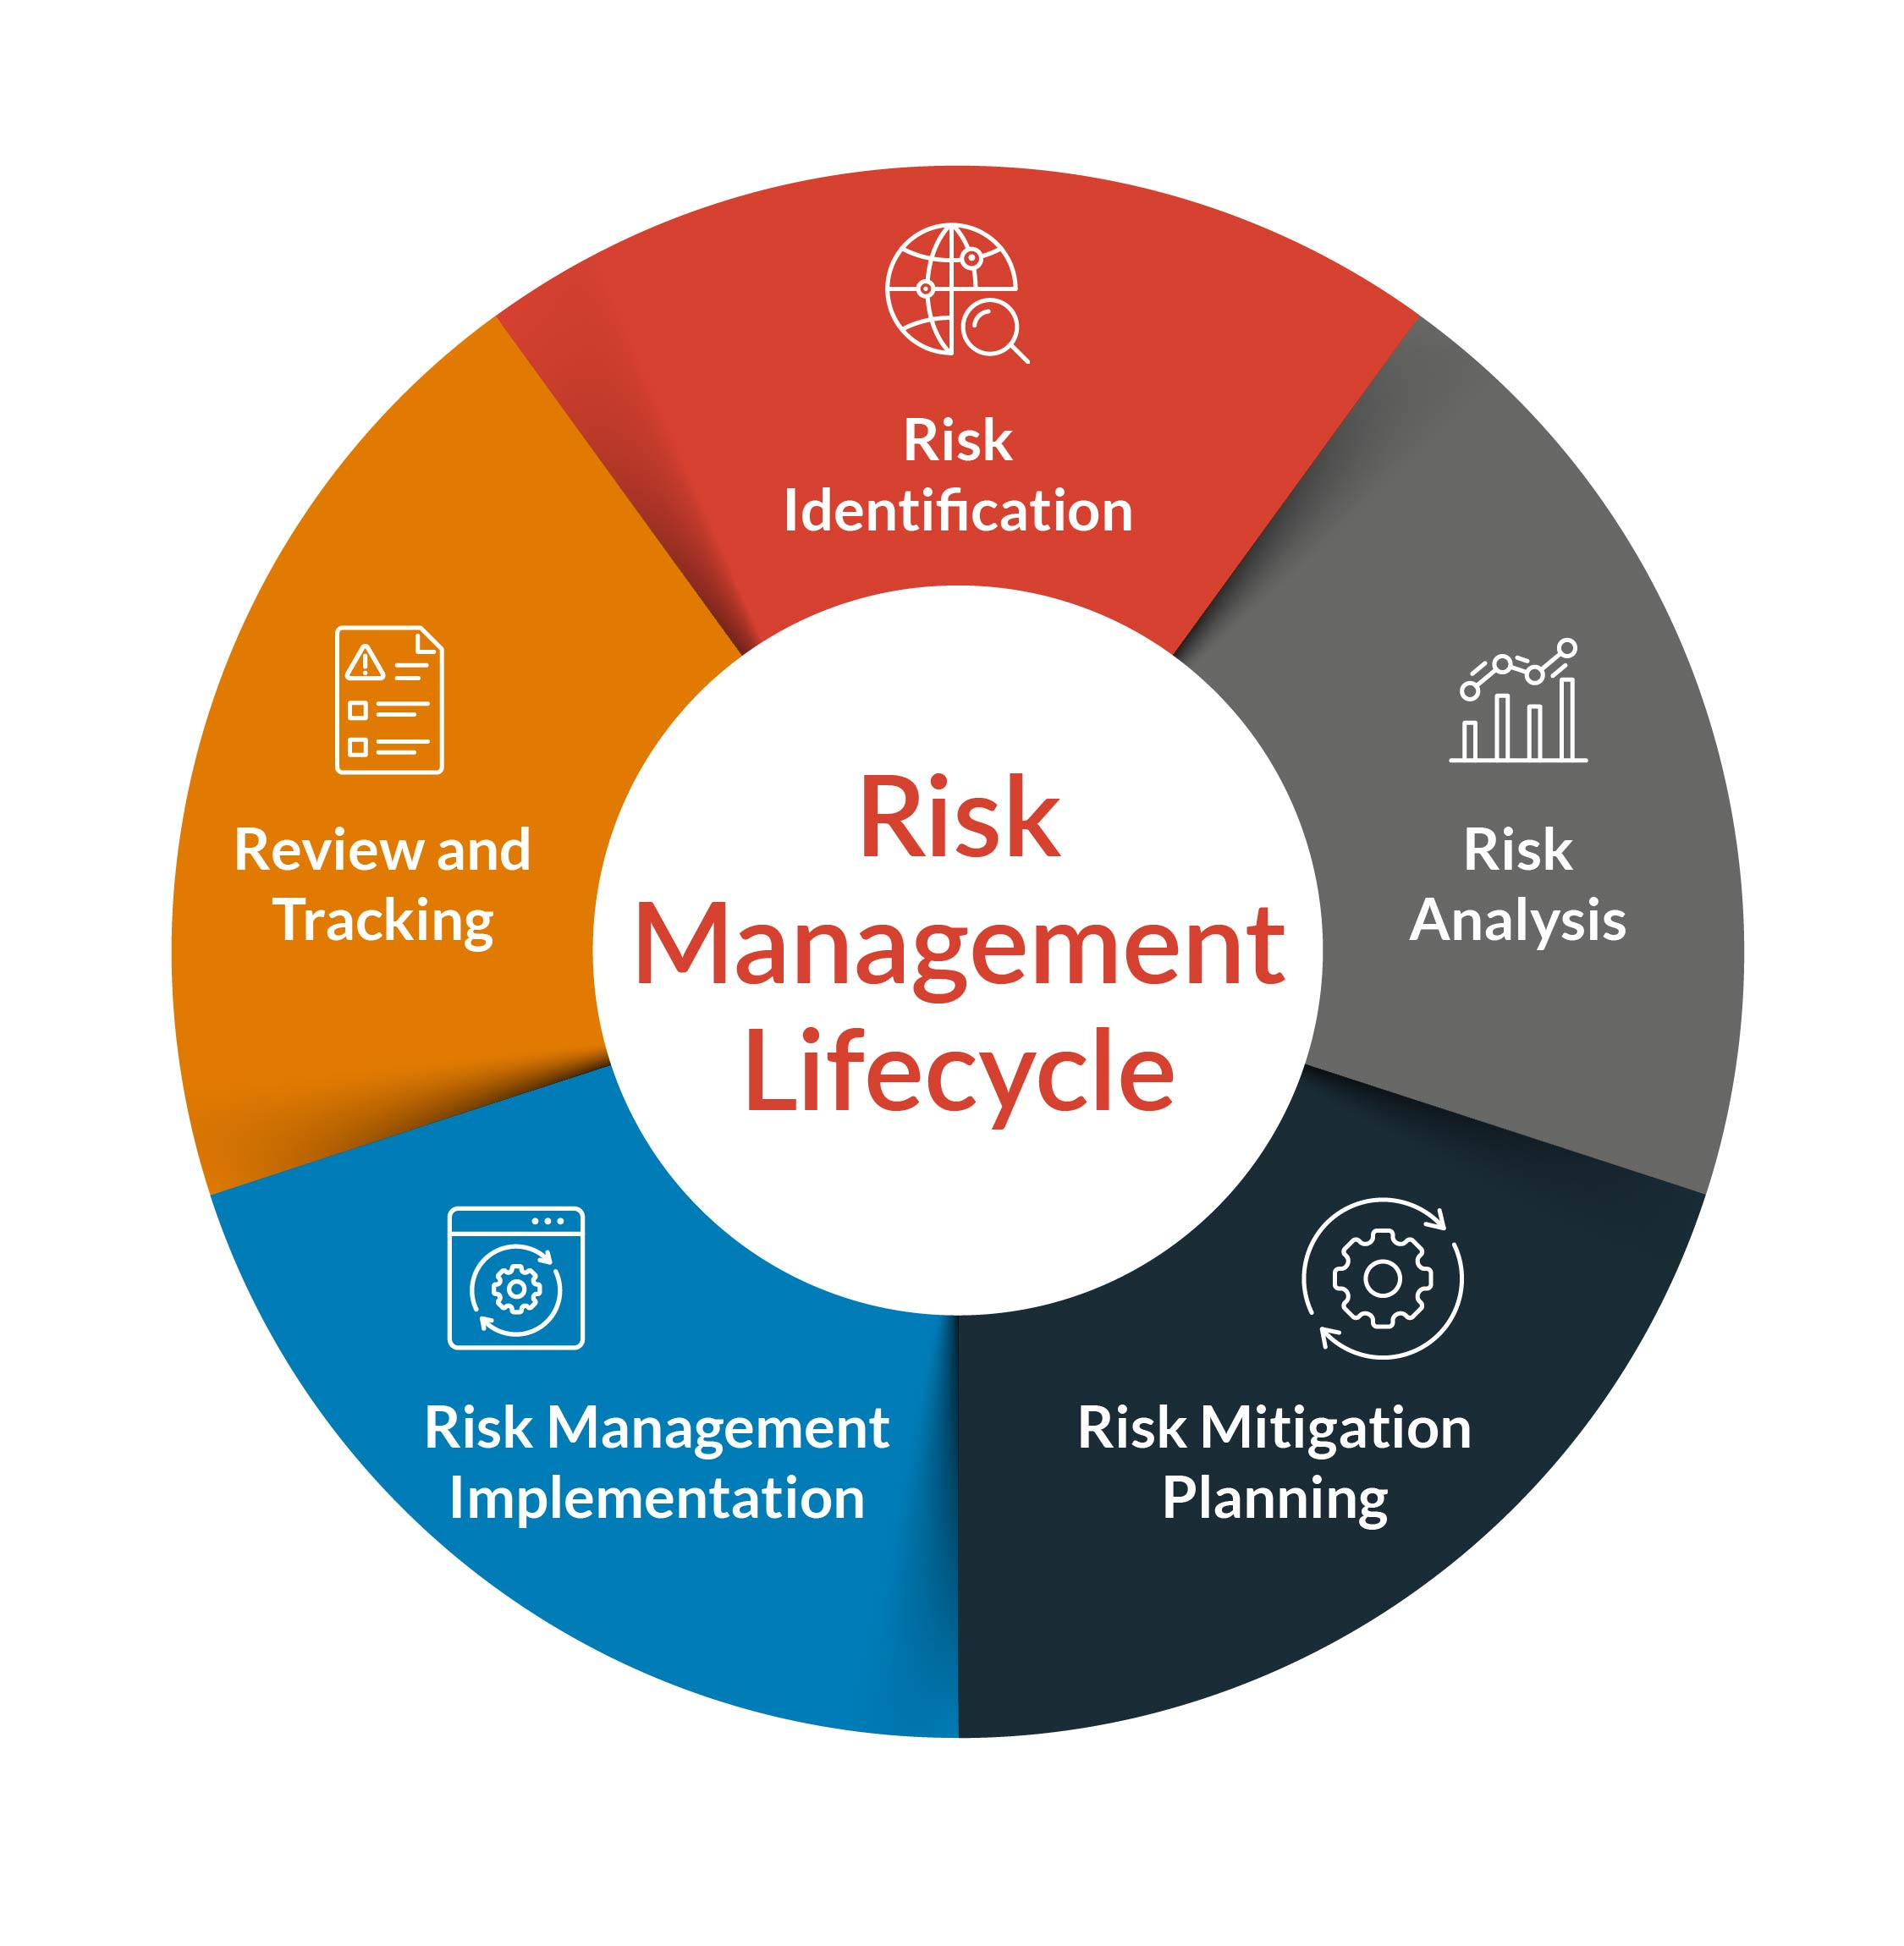 Risk
Identification
Risk
Analysis
Risk Mitigation
Planning
Risk Management
Implementation
Review and
Tracking
Risk
Management
Lifecycle